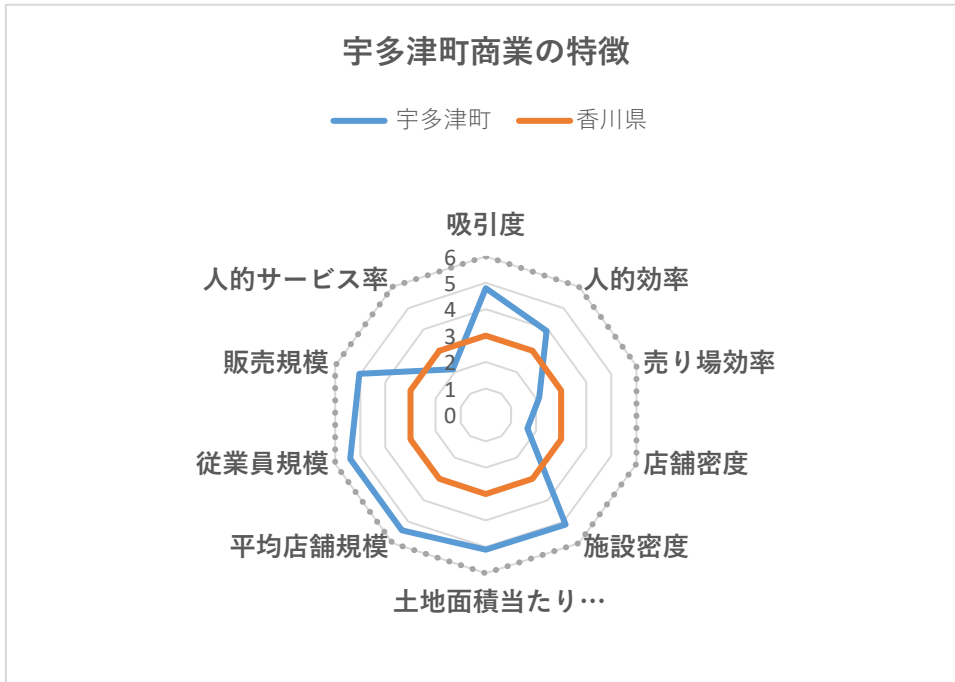 宇多津町商業の特徴
宇多津町 香川県
吸引度
人的効率
売り場効率
店舗密度
施設密度
土地面積当たり…
平均店舗規模
従業員規模
販売規模
人的サービス率
6
5
4
3
2
1
0